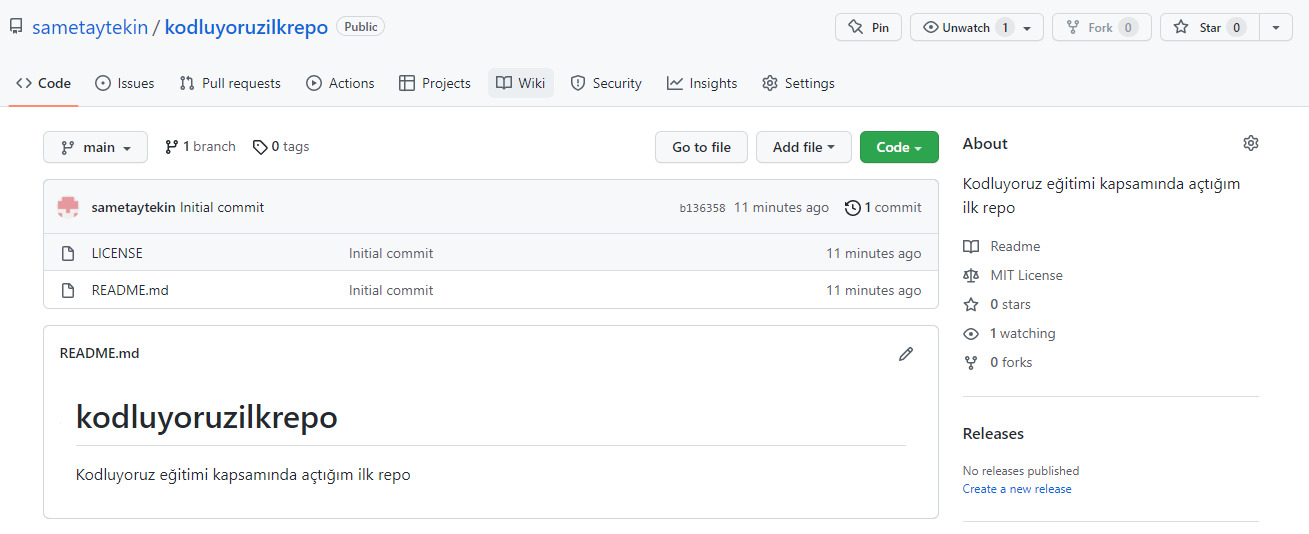 sametaytekin / kodluyoruzilkrepo Public Pin Unwatch 1 Fork 0 Star 0
Code Issues Pull requests Actions Projects Wiki Security Insights Settings
main 1 branch 0 tags Go to file Add file Code
sametaytekin Initial commit b136358 11 minutes ago 1 commit
LICENSE Initial commit 11 minutes ago
README.md Initial commit 11 minutes ago
README.md
kodluyoruzilkrepo
Kodluyoruz eğitimi kapsamında açtığım ilk repo
About
Kodluyoruz eğitimi kapsamında açtığım
ilk repo
Readme
MIT License
0 stars
1 watching
0 forks
Releases
No releases published
Create a new release